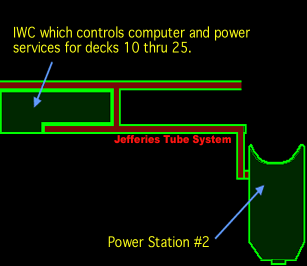 IWC which controls computer and power
services for decks 10 thru 25.
Jefferies Tube System
Power Station #2